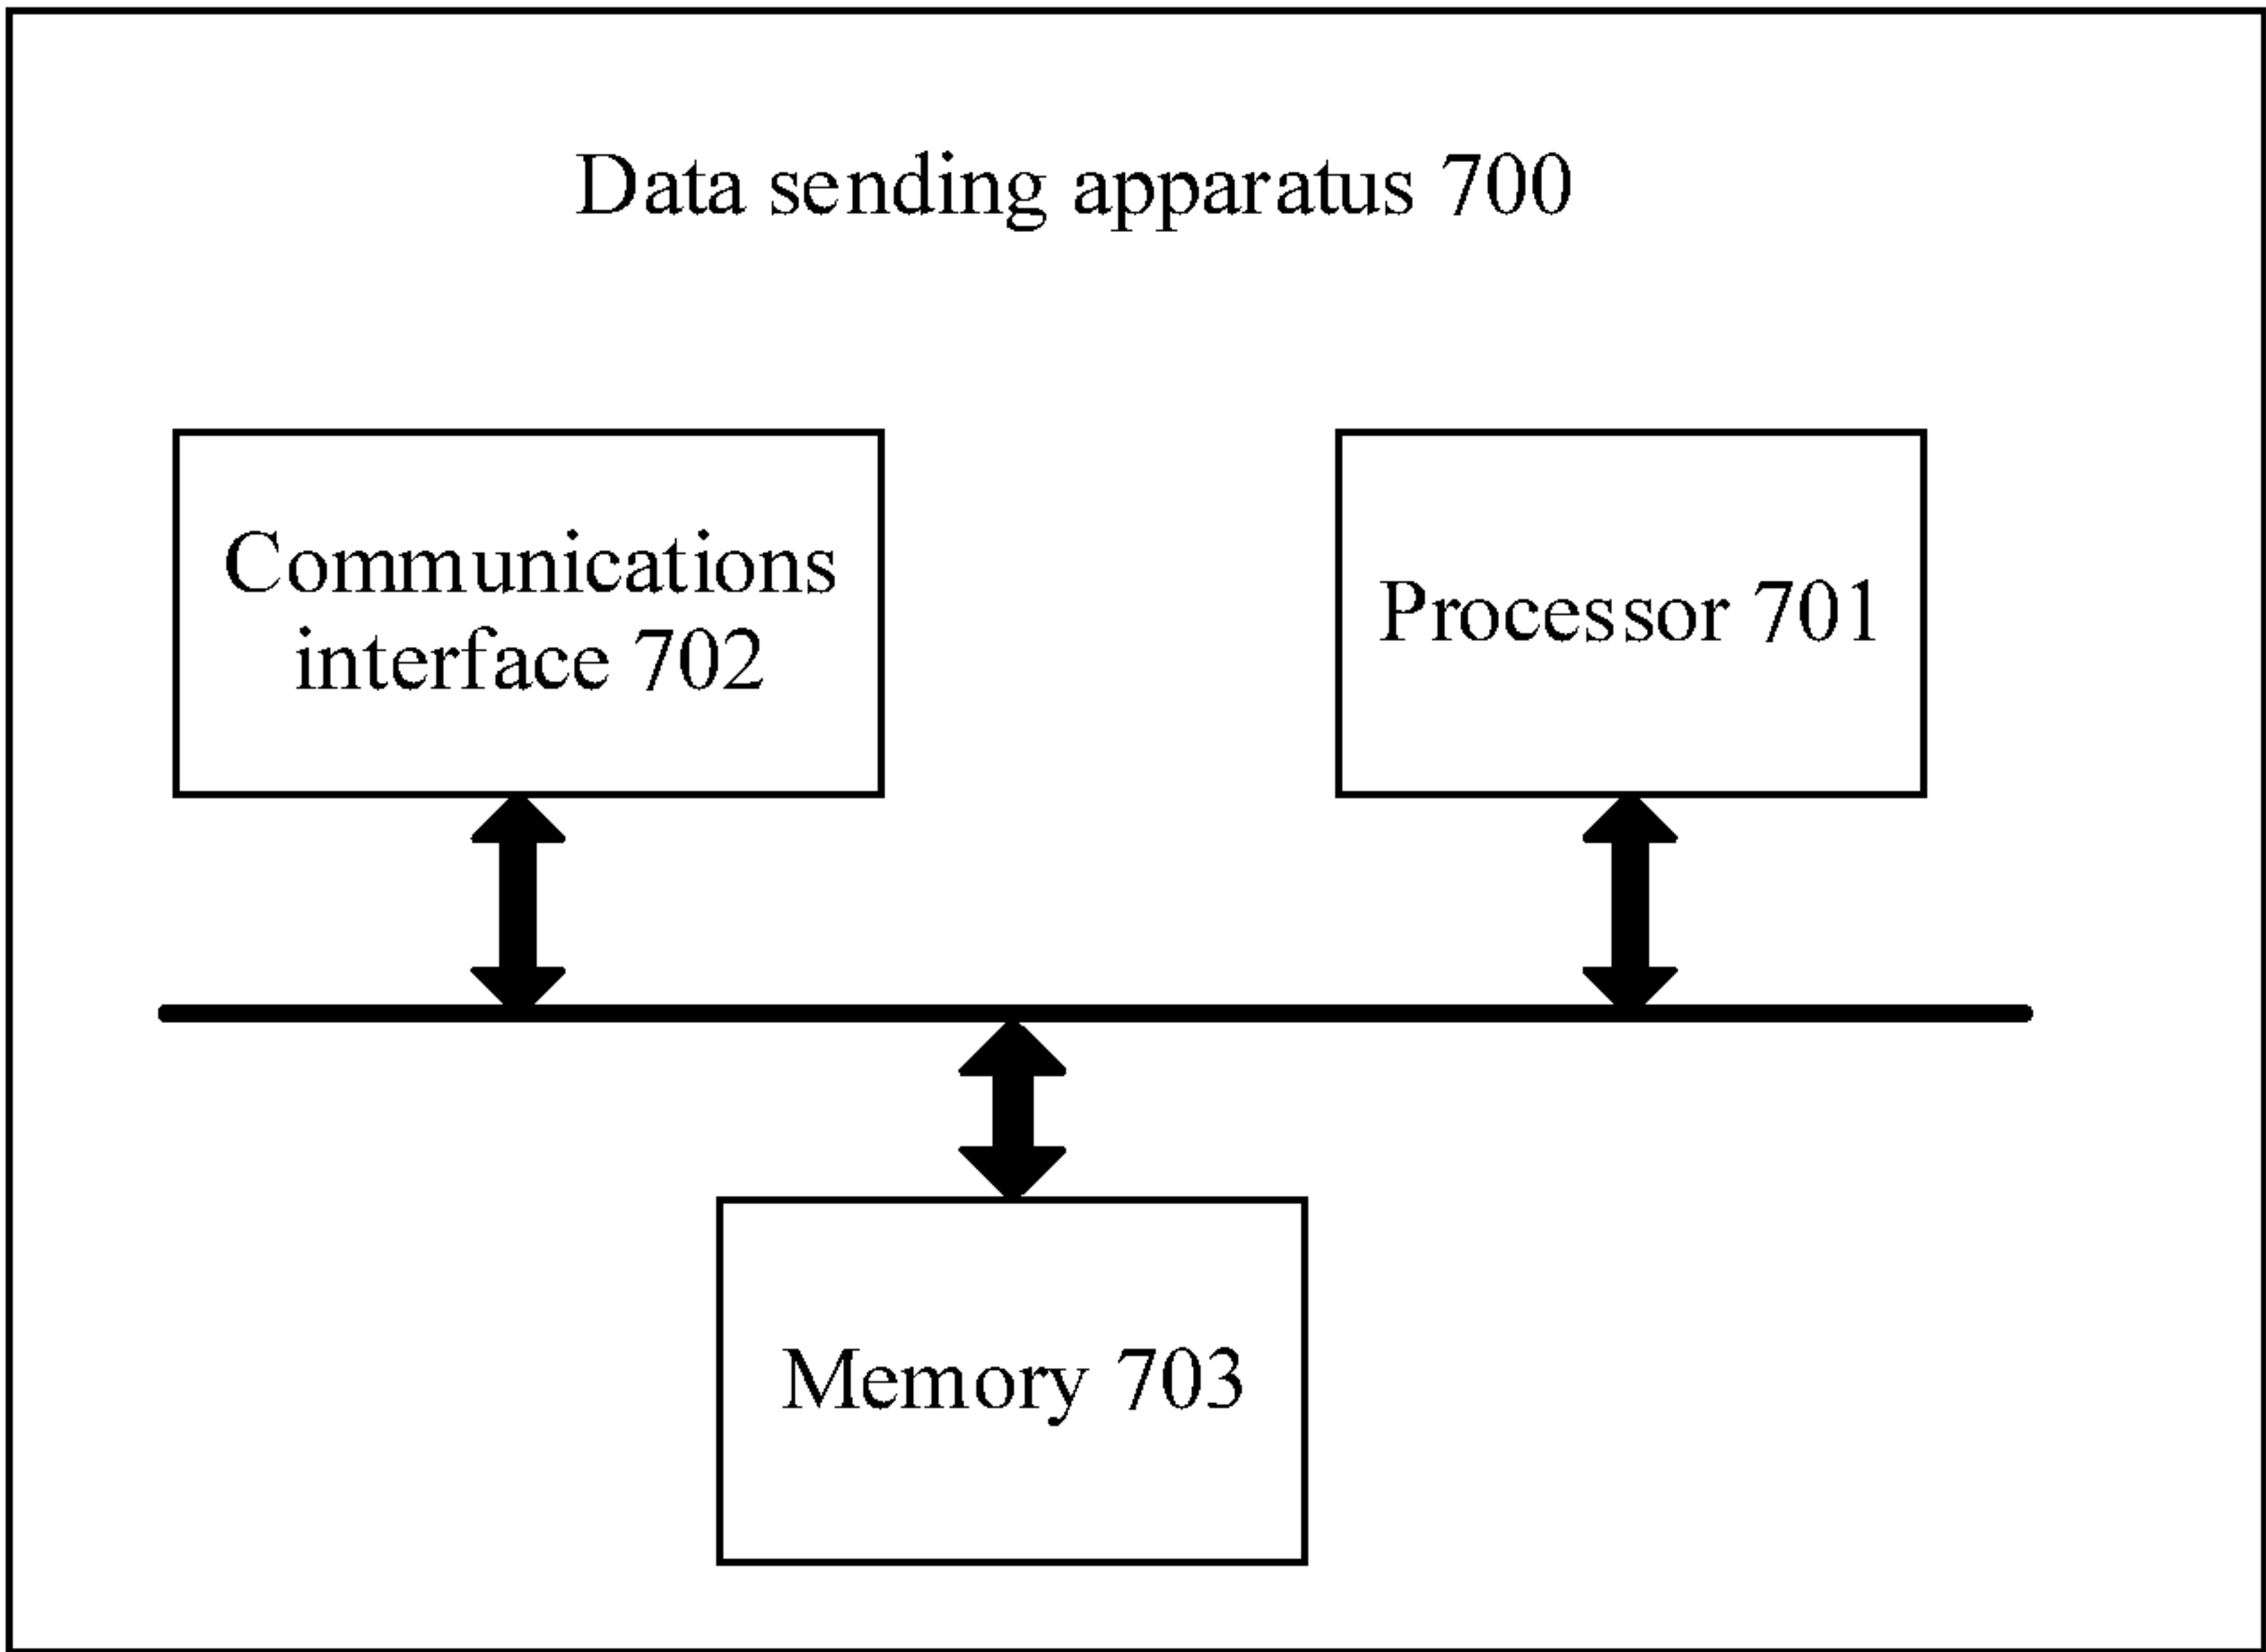 Data sending apparatus 700
Communications
interface 702
Processor 701
Memory 703